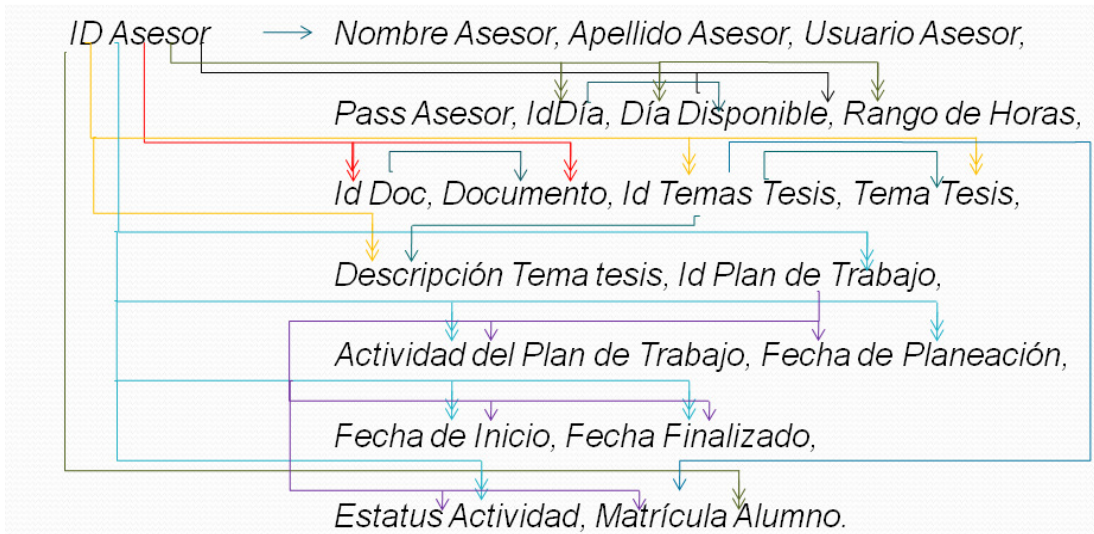 ID Asesor Nombre Asesor, Apellido Asesor, Usuario Asesor,
Pass Asesor, IdDía, Día Disponible, Rango de Horas,
Id Doc, Documento, Id Temas Tesis, Tema Tesis,
Descripción Tema tesis, Id Plan de Trabajo,
Actividad del Plan de Trabajo, Fecha de Planeación,
Fecha de Inicio, Fecha Finalizado,
Estatus Actividad, Matrícula Alumno.